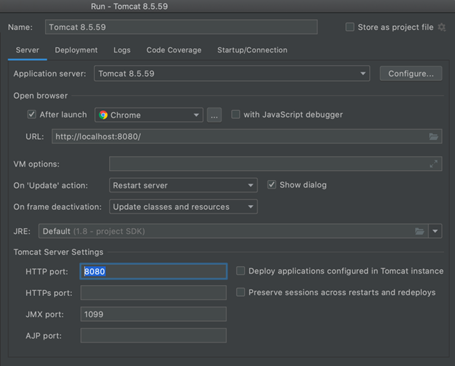 Run - Tomcat 8.5.59
Name: Tomcat 8.5.59 Store as project file
Server Deployment Logs Code Coverage Startup/Connection
Application server: Tomcat 8.5.59 Configure...
Open browser
After launch Chrome ... with JavaScript debugger
URL: http://localhost:8080/
VM options:
On 'Update' action: Restart server Show dialog
On frame deactivation: Update classes and resources
JRE: Default (1.8 - project SDK)
Tomcat Server Settings
HTTP port: 8080 Deploy applications configured in Tomcat instance
HTTPs port: Preserve sessions across restarts and redeploys
JMX port: 1099
AJP port: